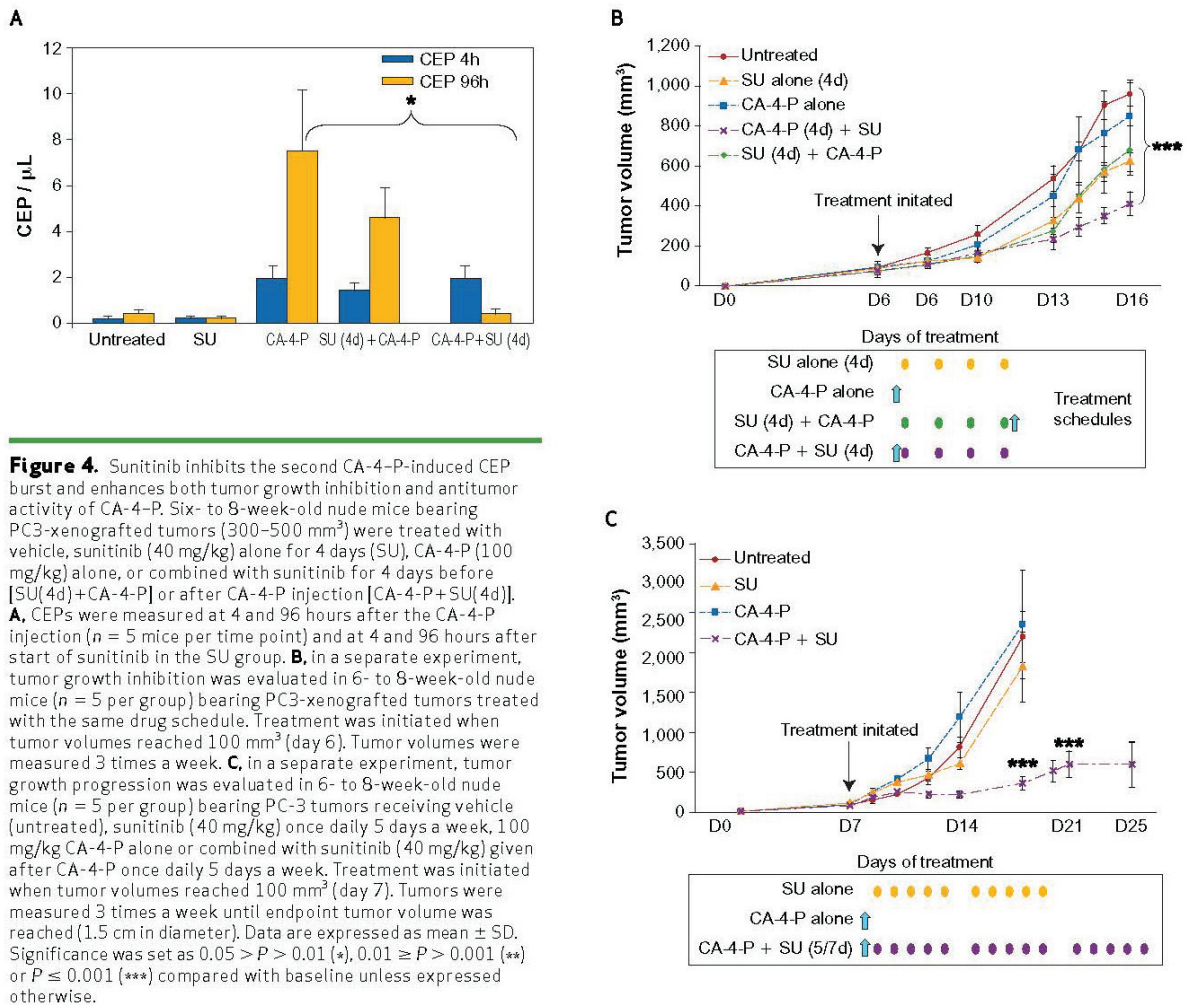 A
12
10
8
6
4
2
0
CEP / µL
CEP 4h
CEP 96h
*
Untreated
SU
CA-4-P
SU (4d) + CA-4-P
CA-4-P+SU (4d)
Figure 4. Sunitinib inhibits the second CA-4–P-induced CEP
burst and enhances both tumor growth inhibition and antitumor
activity of CA-4–P. Six- to 8-week-old nude mice bearing
PC3-xenografted tumors (300–500 mm³) were treated with
vehicle, sunitinib (40 mg/kg) alone for 4 days (SU), CA-4-P (100
mg/kg) alone, or combined with sunitinib for 4 days before
[SU(4d)+CA-4-P] or after CA-4-P injection [CA-4-P+SU(4d)].
A, CEPs were measured at 4 and 96 hours after the CA-4-P
injection (n = 5 mice per time point) and at 4 and 96 hours after
start of sunitinib in the SU group. B, in a separate experiment,
tumor growth inhibition was evaluated in 6- to 8-week-old nude
mice (n = 5 per group) bearing PC3-xenografted tumors treated
with the same drug schedule. Treatment was initiated when
tumor volumes reached 100 mm³ (day 6). Tumor volumes were
measured 3 times a week. C, in a separate experiment, tumor
growth progression was evaluated in 6- to 8-week-old nude
mice (n = 5 per group) bearing PC-3 tumors receiving vehicle
(untreated), sunitinib (40 mg/kg) once daily 5 days a week, 100
mg/kg CA-4-P alone or combined with sunitinib (40 mg/kg) given
after CA-4-P once daily 5 days a week. Treatment was initiated
when tumor volumes reached 100 mm³ (day 7). Tumors were
measured 3 times a week until endpoint tumor volume was
reached (1.5 cm in diameter). Data are expressed as mean ± SD.
Significance was set as 0.05 > P > 0.01 (*), 0.01 ≥ P > 0.001 (**)
or P ≤ 0.001 (***) compared with baseline unless expressed
otherwise.
B
1,200
1,000
800
600
400
200
0
Tumor volume (mm³)
Untreated
SU alone (4d)
CA-4-P alone
CA-4-P (4d) + SU
SU (4d) + CA-4-P
Treatment initated
***
D0
D6
D6
D10
D13
D16
Days of treatment
SU alone (4d)
CA-4-P alone
SU (4d) + CA-4-P
CA-4-P + SU (4d)
Treatment
schedules
C
3,500
3,000
2,500
2,000
1,500
1,000
500
0
Tumor volume (mm³)
Untreated
SU
CA-4-P
CA-4-P + SU
Treatment initated
***
***
D0
D7
D14
D21
D25
Days of treatment
SU alone
CA-4-P alone
CA-4-P + SU (5/7d)